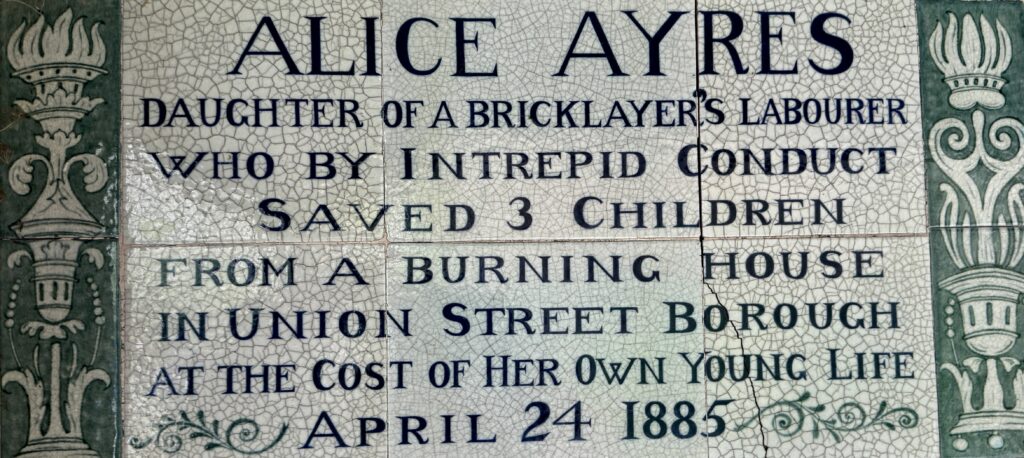 ALICE AYRES
DAUGHTER OF A BRICKLAYER'S LABOURER
WHO BY INTREPID CONDUCT
SAVED 3 CHILDREN
FROM A BURNING HOUSE
IN UNION STREET BOROUGH
AT THE COST OF HER OWN YOUNG LIFE
APRIL 24 1885